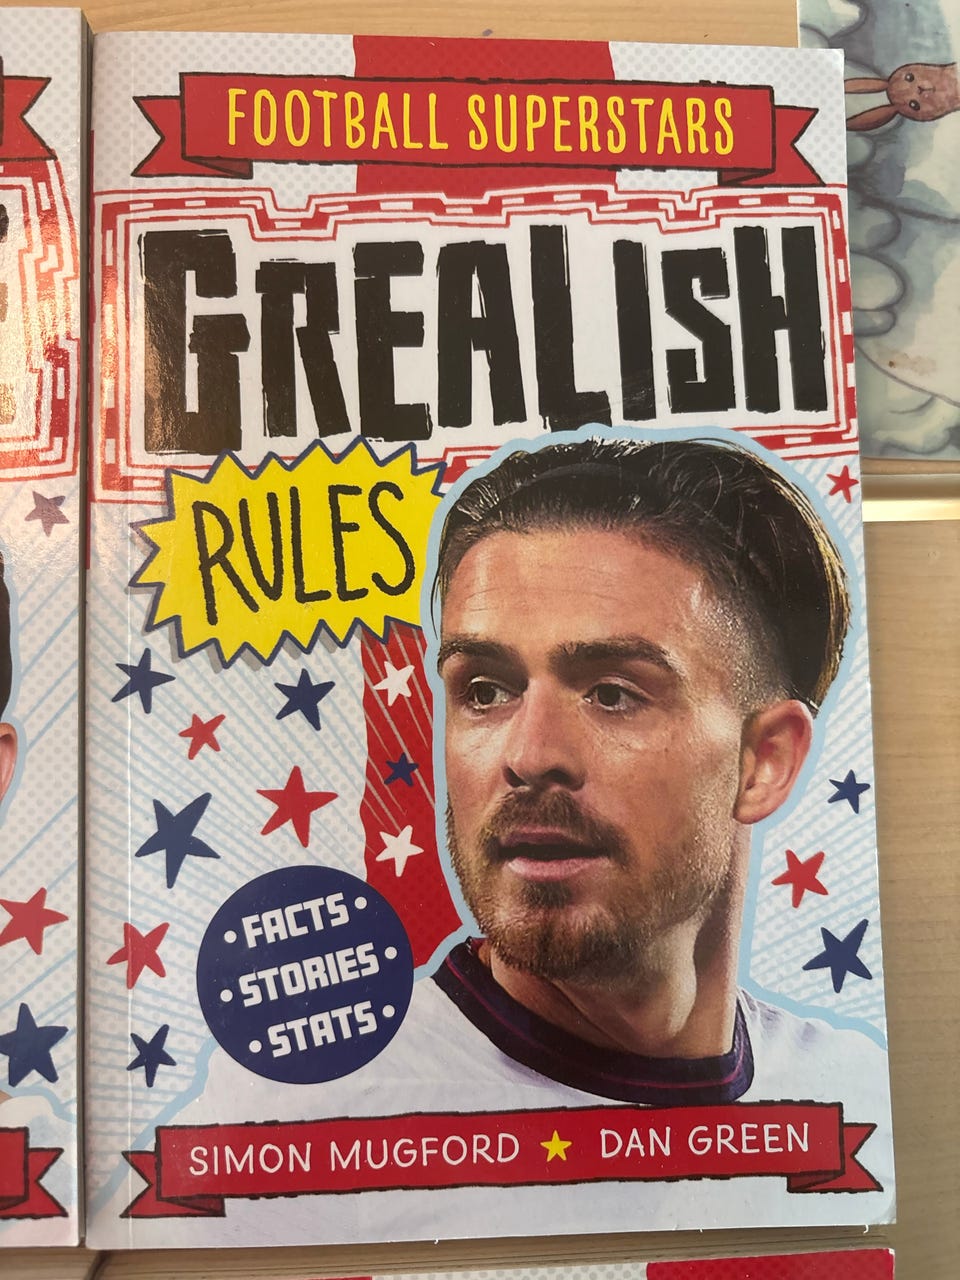 FOOTBALL SUPERSTARS
GREALISH
RULES
• FACTS •
• STORIES •
• STATS •
SIMON MUGFORD ★ DAN GREEN